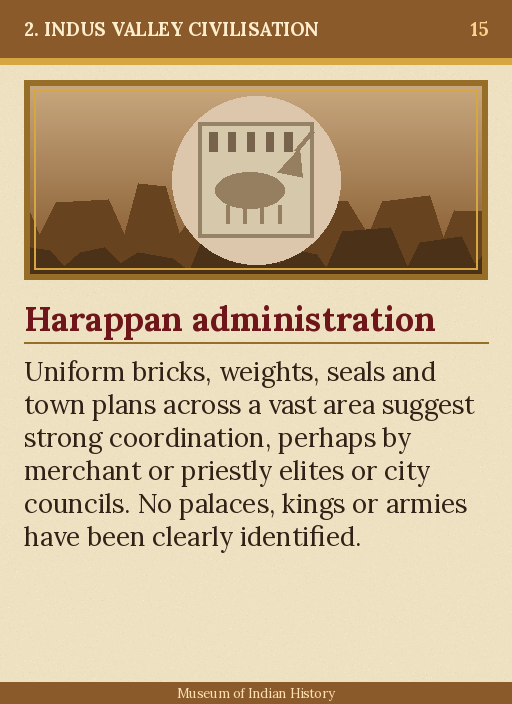 2. INDUS VALLEY CIVILISATION 15
Harappan administration
Uniform bricks, weights, seals and
town plans across a vast area suggest
strong coordination, perhaps by
merchant or priestly elites or city
councils. No palaces, kings or armies
have been clearly identified.
Museum of Indian History